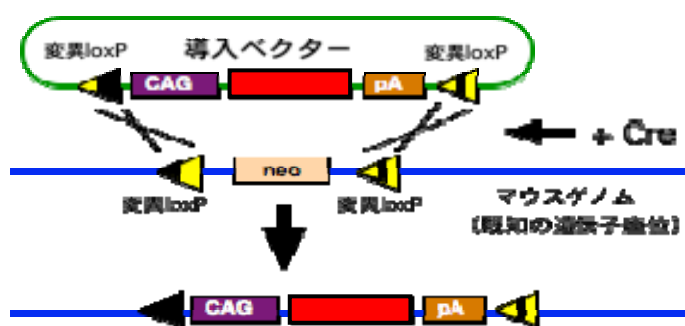 変異loxP 導入ベクター 変異loxP
CAG pA
+ Cre
neo
変異loxP 変異loxP マウスゲノム
(既知の遺伝子座位)
CAG pA